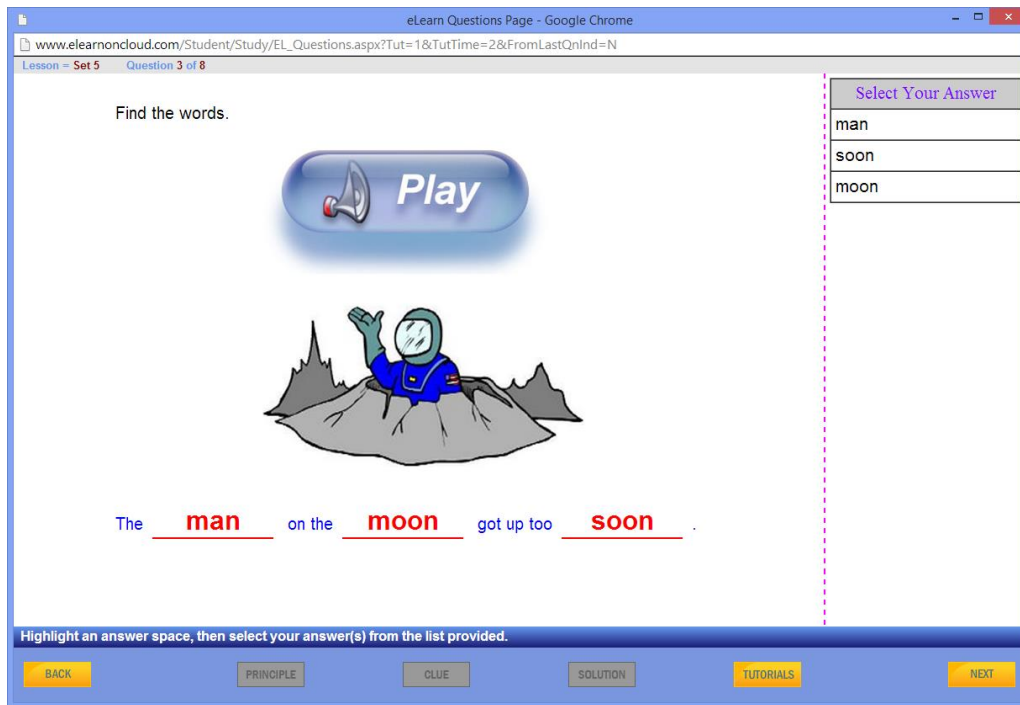 eLearn Questions Page - Google Chrome
www.elearnoncloud.com/Student/Study/EL_Questions.aspx?Tut=1&TutTime=2&FromLastQnInd=N
Lesson = Set 5 Question 3 of 8
Find the words.
Play
The man on the moon got up too soon .
Select Your Answer
man
soon
moon
Highlight an answer space, then select your answer(s) from the list provided.
BACK PRINCIPLE CLUE SOLUTION TUTORIALS NEXT